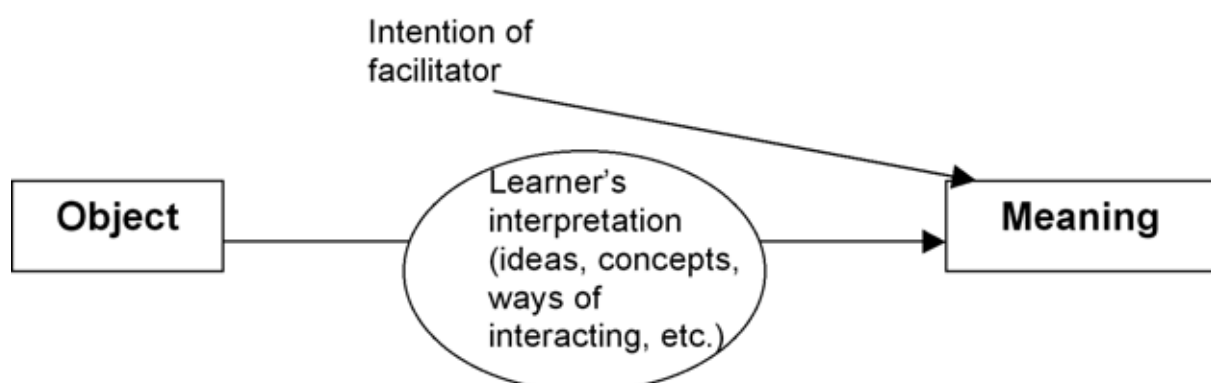 Intention of
facilitator
Object
Learner’s
interpretation
(ideas, concepts,
ways of
interacting, etc.)
Meaning